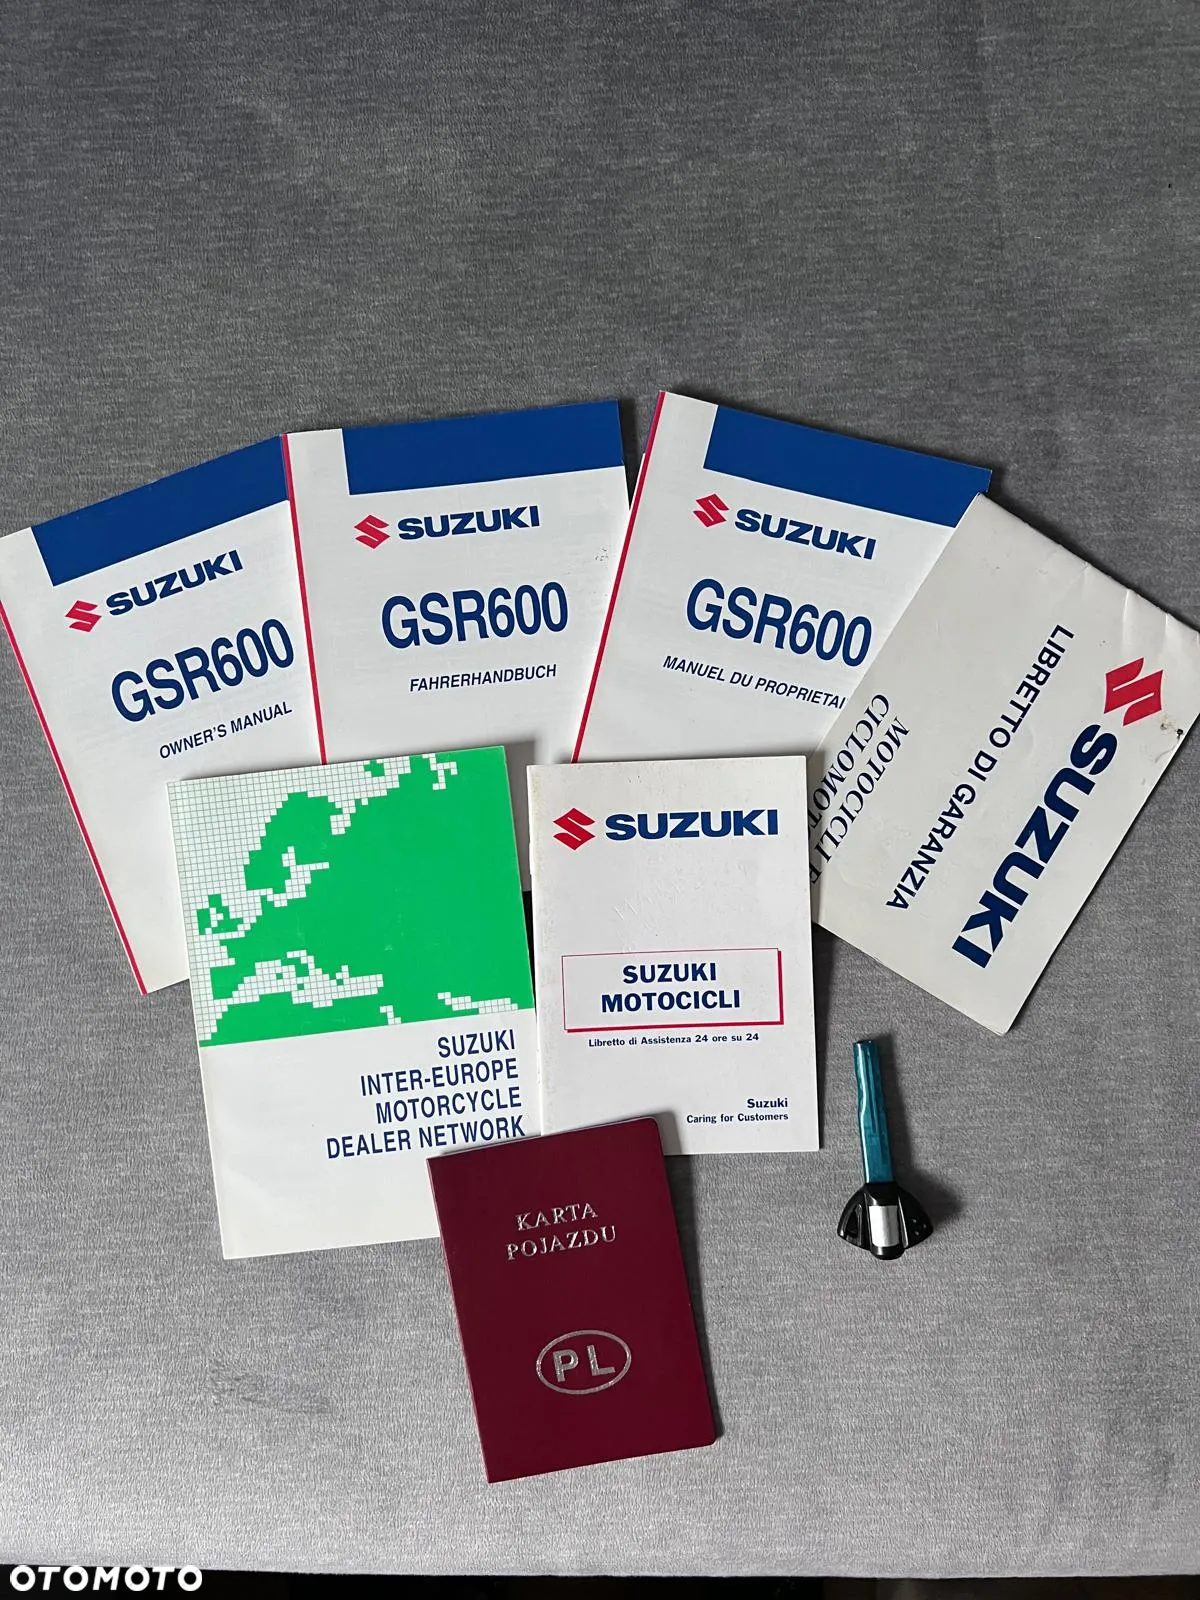 SUZUKI
GSR600
OWNER'S MANUAL
SUZUKI
GSR600
FAHRERHANDBUCH
SUZUKI
GSR600
MANUEL DU PROPRIETAI
SUZUKI
LIBRETTO DI GARANZIA
MOTOCICLI E
SUZUKI
INTER-EUROPE
MOTORCYCLE
DEALER NETWORK
SUZUKI
SUZUKI
MOTOCICLI
Libretto di Assistenza 24 ore su 24
Suzuki
Caring for Customers
KARTA
POJAZDU
PL
OTOMOTO